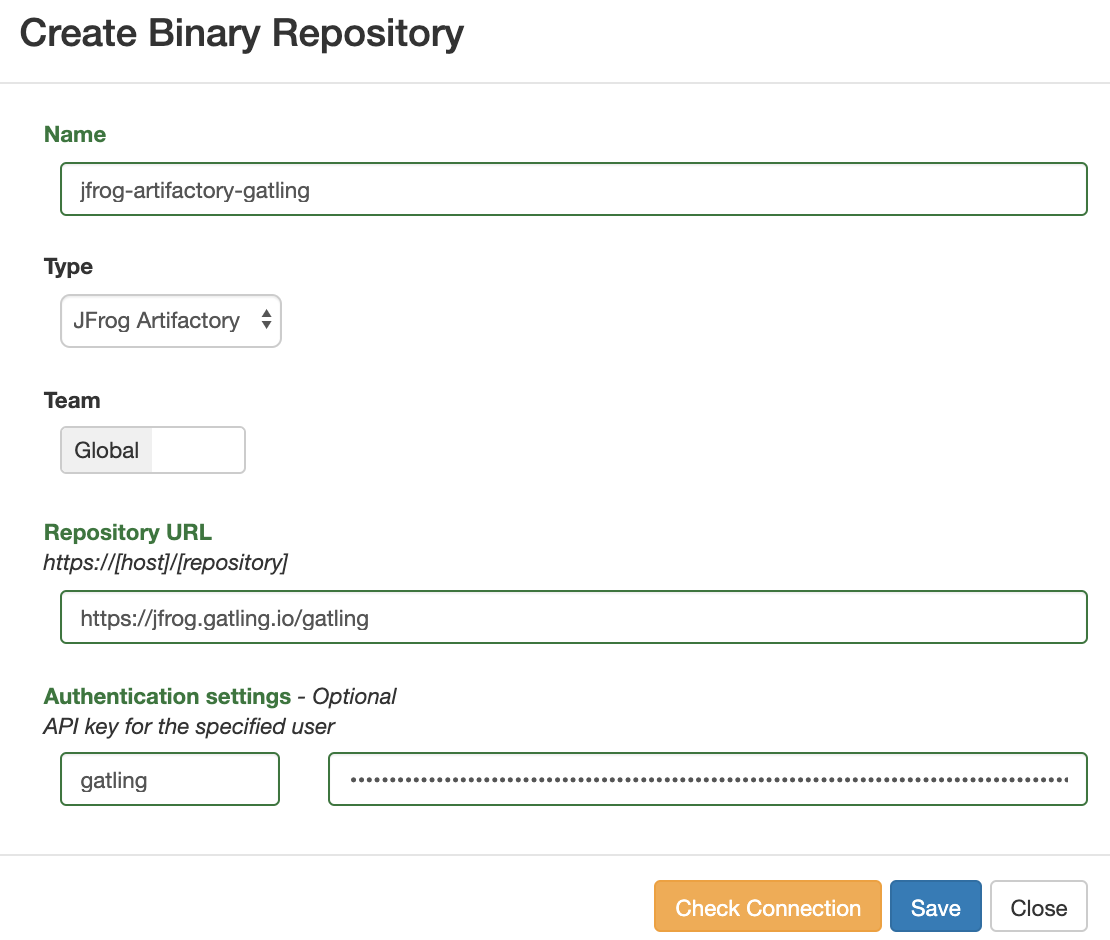 Create Binary Repository
Name
jfrog-artifactory-gatling
Type
JFrog Artifactory
Team
Global
Repository URL
https://[host]/[repository]
https://jfrog.gatling.io/gatling
Authentication settings - Optional
API key for the specified user
gatling
Check Connection Save Close